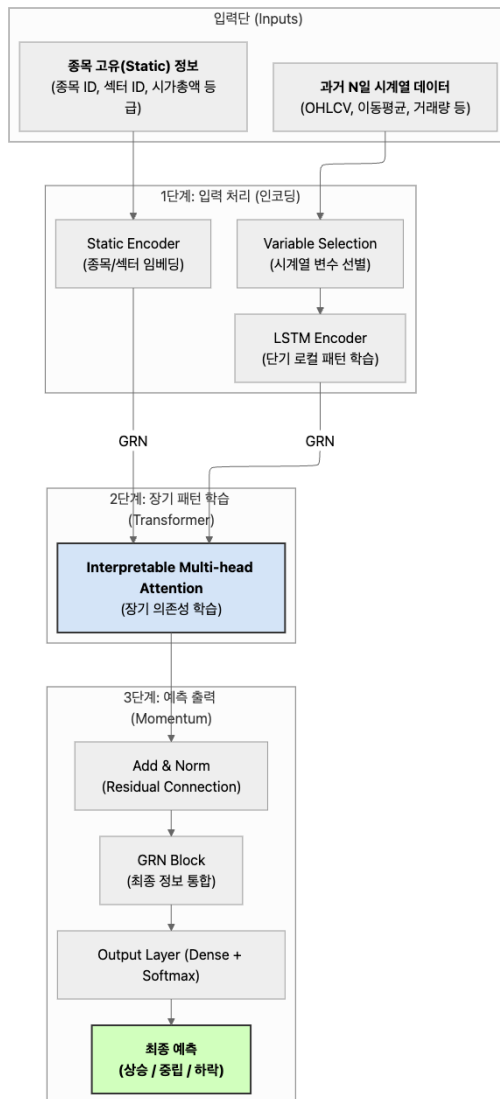 입력단 (Inputs)
종목 고유(Static) 정보
(종목 ID, 섹터 ID, 시가총액 등
급)
과거 N일 시계열 데이터
(OHLCV, 이동평균, 거래량 등)
1단계: 입력 처리 (인코딩)
Static Encoder
(종목/섹터 임베딩)
Variable Selection
(시계열 변수 선별)
LSTM Encoder
(단기 로컬 패턴 학습)
GRN
GRN
2단계: 장기 패턴 학습
(Transformer)
Interpretable Multi-head
Attention
(장기 의존성 학습)
3단계: 예측 출력
(Momentum)
Add & Norm
(Residual Connection)
GRN Block
(최종 정보 통합)
Output Layer (Dense +
Softmax)
최종 예측
(상승 / 중립 / 하락)